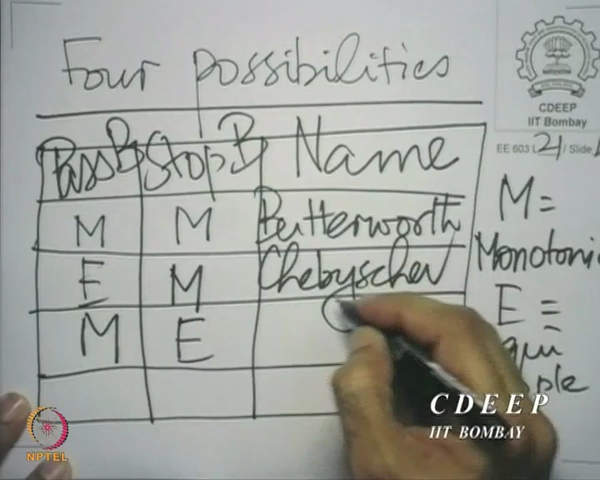 Four possibilities
CDEEP
IIT Bombay
EE 603 L 21 / Slide
PassB StopB Name
M M Butterworth
E M Chebyschev
M E C
M =
Monotonic
E =
CDEEP
IIT BOMBAY
NPTEL